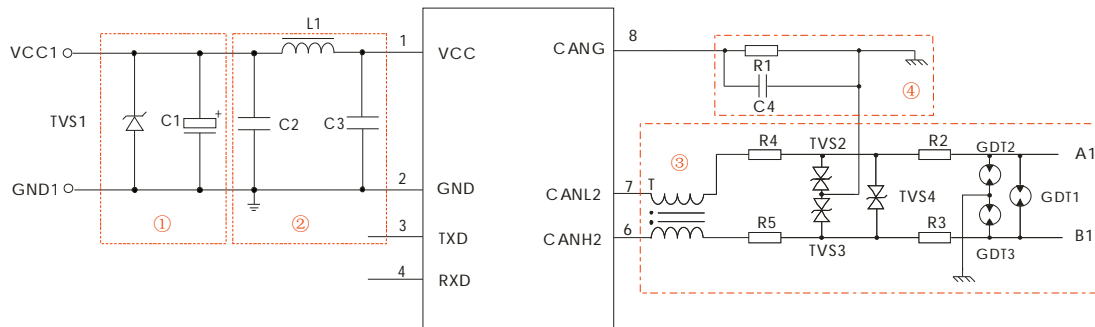 VCC1
TVS1
C1
+
GND1
①
L1
C2
C3
②
1
VCC
2
GND
3
TXD
4
RXD
CANG
8
R1
C4
④
CANL2
7
CANH2
6
③
T
R4
R5
TVS2
TVS3
TVS4
R2
R3
GDT2
GDT3
GDT1
A1
B1